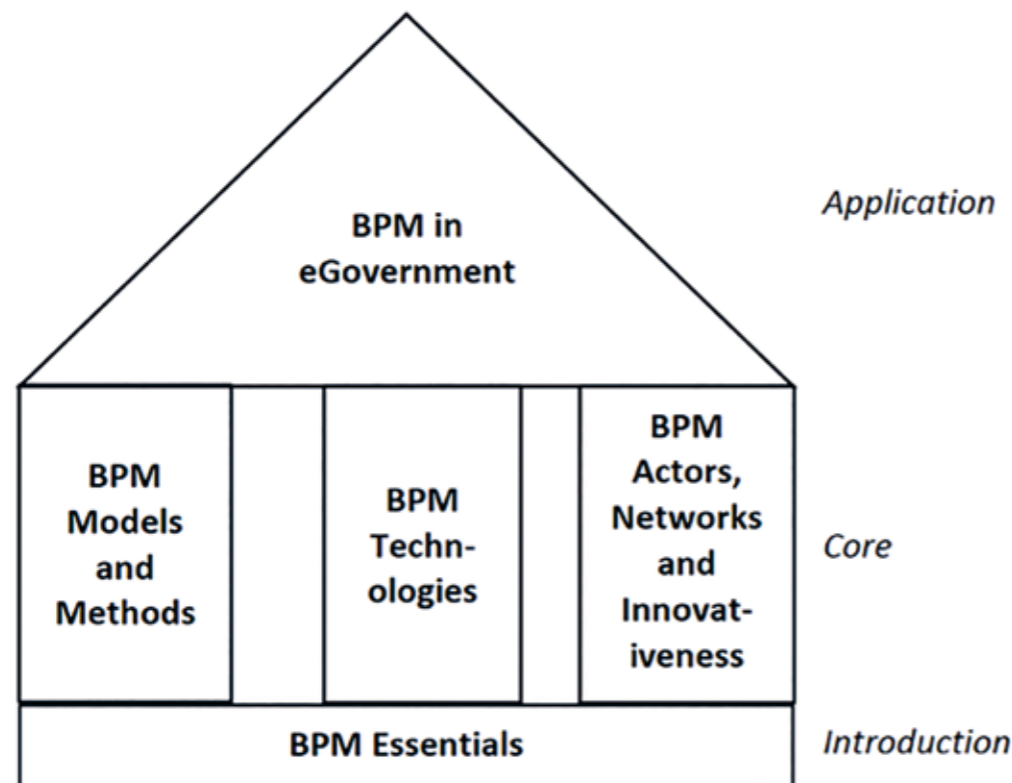 BPM in
eGovernment
Application
BPM
Models
and
Methods
BPM
Techn-
ologies
BPM
Actors,
Networks
and
Innovat-
iveness
Core
BPM Essentials
Introduction